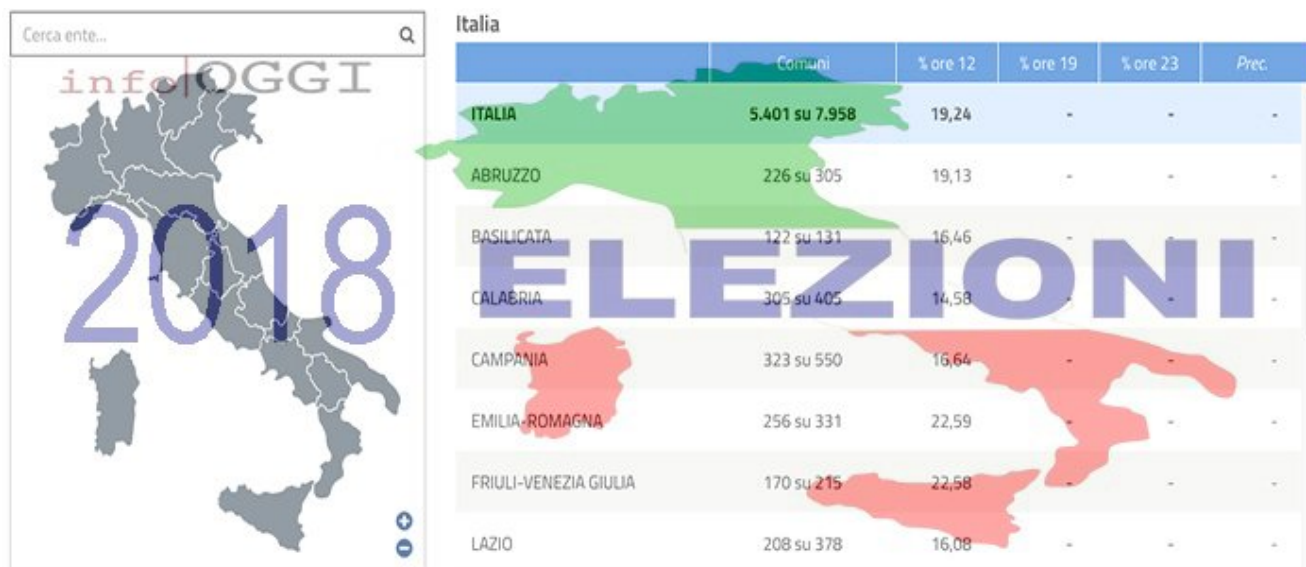 Cerca ente...
info|OGGI
2018
Italia
Comuni % ore 12 % ore 19 % ore 23 Prec.
ITALIA 5.401 su 7.958 19,24 - - -
ABRUZZO 226 su 305 19,13 - - -
BASILICATA 122 su 131 16,46 - - -
ELEZIONI
CALABRIA 305 su 405 14,58 - - -
CAMPANIA 323 su 550 16,64 - - -
EMILIA-ROMAGNA 256 su 331 22,59 - - -
FRIULI-VENEZIA GIULIA 170 su 215 22,58 - - -
LAZIO 208 su 378 16,08 - - -